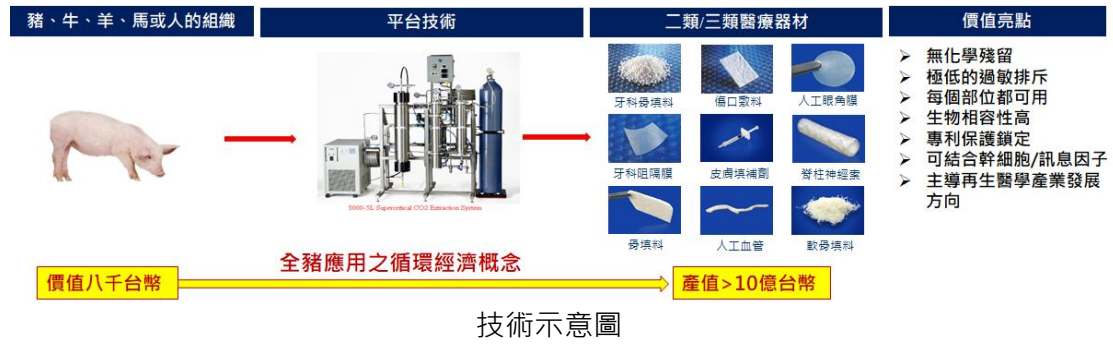 豬、牛、羊、馬或人的組織
平台技術
二類/三類醫療器材
價值亮點
5000-5L Supercritical CO2 Extraction System
牙科骨填料
傷口敷料
人工眼角膜
牙科阻隔膜
皮膚填補劑
脊柱神經索
骨填料
人工血管
軟骨填料
➢ 無化學殘留
➢ 極低的過敏排斥
➢ 每個部位都可用
➢ 生物相容性高
➢ 專利保護鎖定
➢ 可結合幹細胞/訊息因子
➢ 主導再生醫學產業發展
方向
全豬應用之循環經濟概念
價值八千台幣
產值>10億台幣
技術示意圖